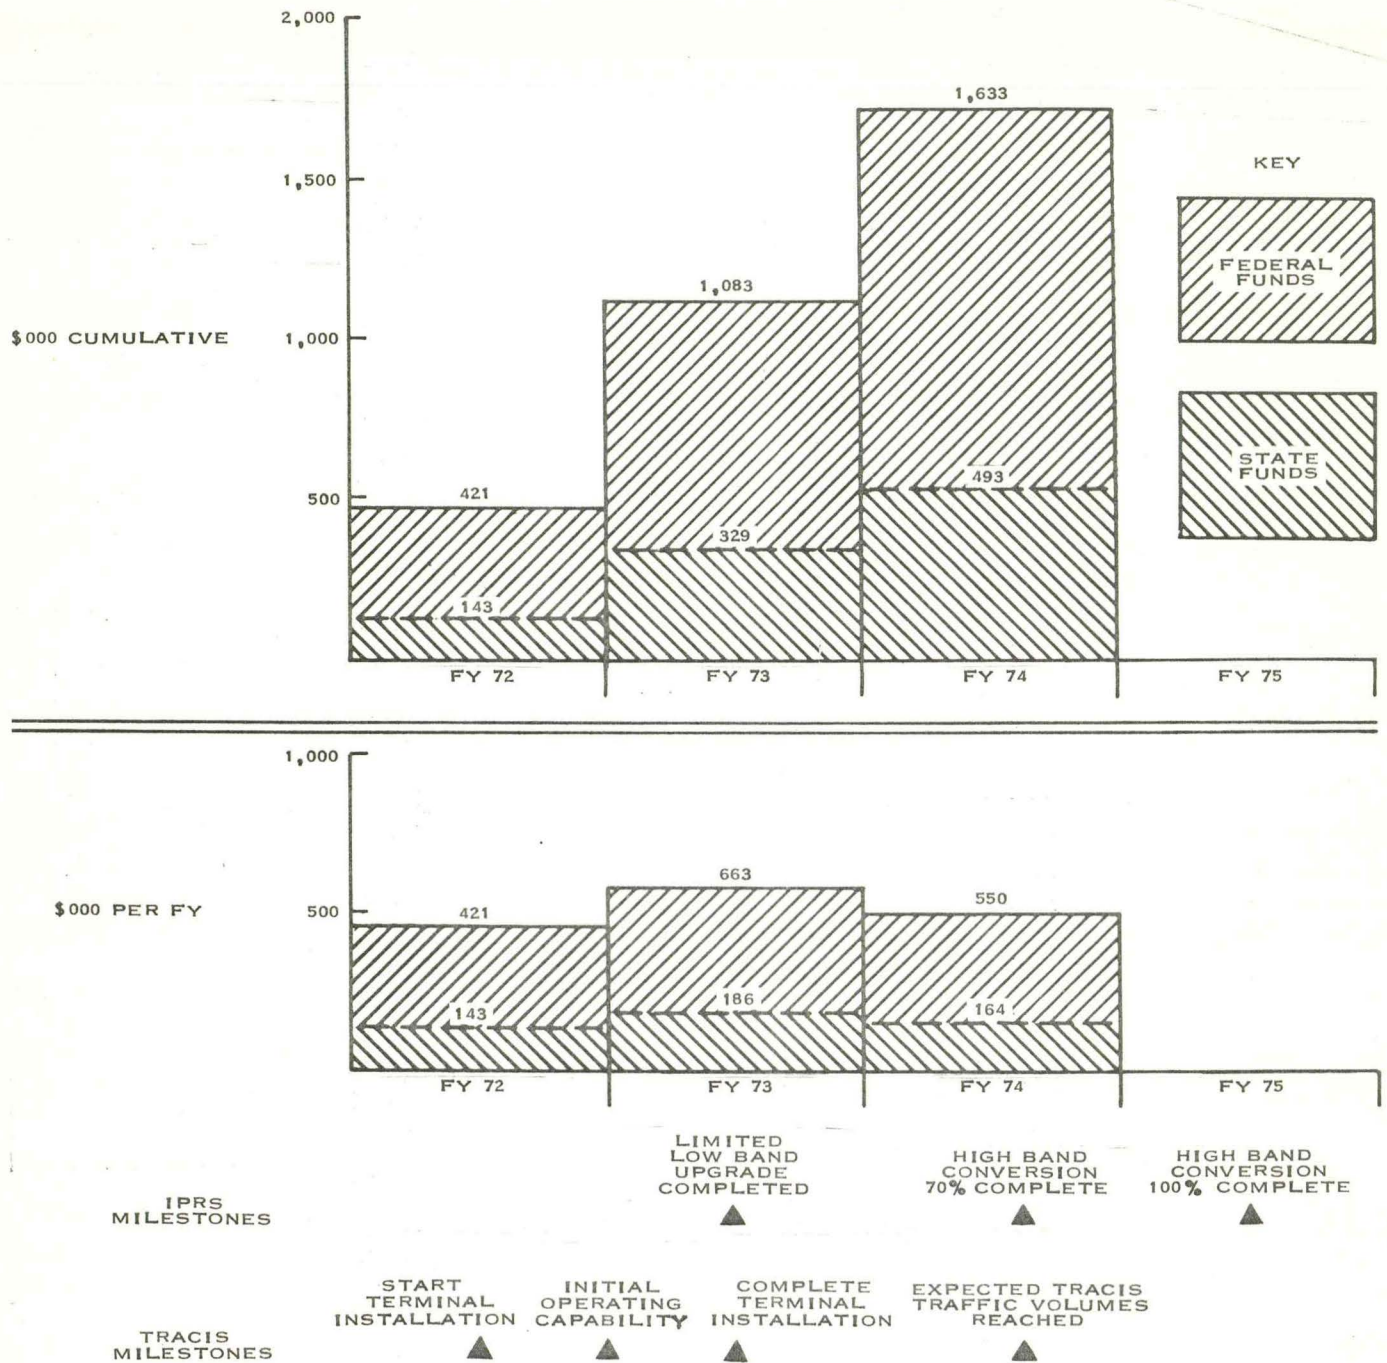 2,000
1,633
1,500
KEY
FEDERAL
FUNDS
1,083
$000 CUMULATIVE
1,000
STATE
FUNDS
493
500
421
329
143
FY 72
FY 73
FY 74
FY 75
1,000
663
$000 PER FY
500
421
550
143
186
164
FY 72
FY 73
FY 74
FY 75
IPRS
MILESTONES
LIMITED
LOW BAND
UPGRADE
COMPLETED
HIGH BAND
CONVERSION
70% COMPLETE
HIGH BAND
CONVERSION
100% COMPLETE
TRACIS
MILESTONES
START
TERMINAL
INSTALLATION
INITIAL
OPERATING
CAPABILITY
COMPLETE
TERMINAL
INSTALLATION
EXPECTED TRACIS
TRAFFIC VOLUMES
REACHED